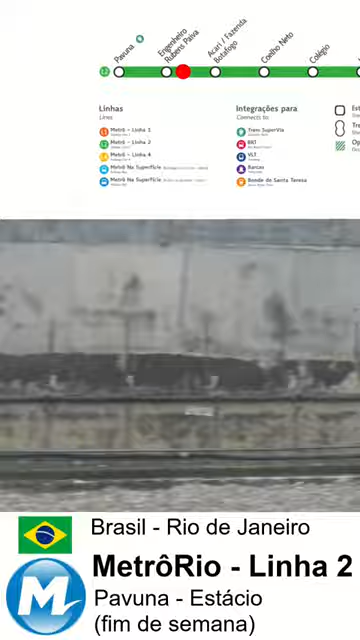 Pavuna
Engenheiro
Rubens Paiva
Acari / Fazenda
Botafogo
Coelho Neto
Colégio
L2
Linhas
Lines
Integrações para
Connects to:
Metrô - Linha 1
Metrô - Linha 2
Metrô - Linha 4
Metrô Na Superfície
Metrô Na Superfície
Trem SuperVia
BRT
VLT
Barcas
Bonde de Santa Teresa
Brasil - Rio de Janeiro
MetrôRio - Linha 2
Pavuna - Estácio
(fim de semana)